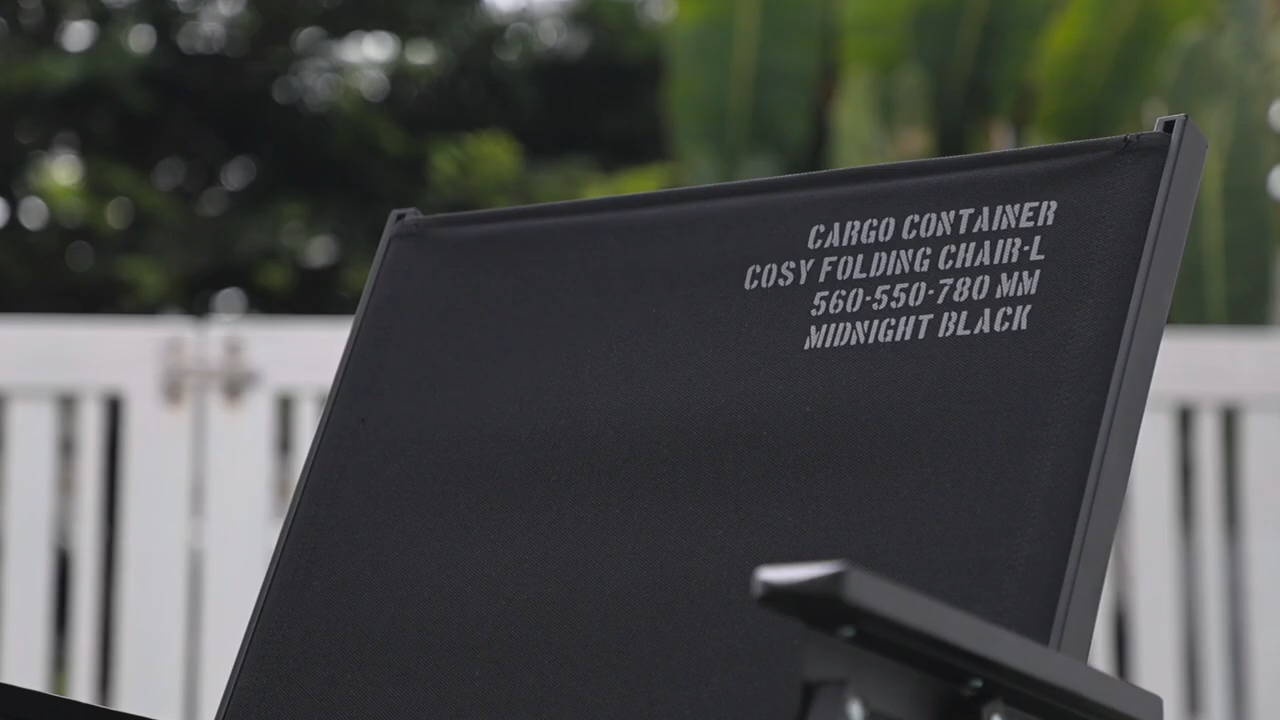 CARGO CONTAINER
COSY FOLDING CHAIR-L
560-550-780 MM
MIDNIGHT BLACK